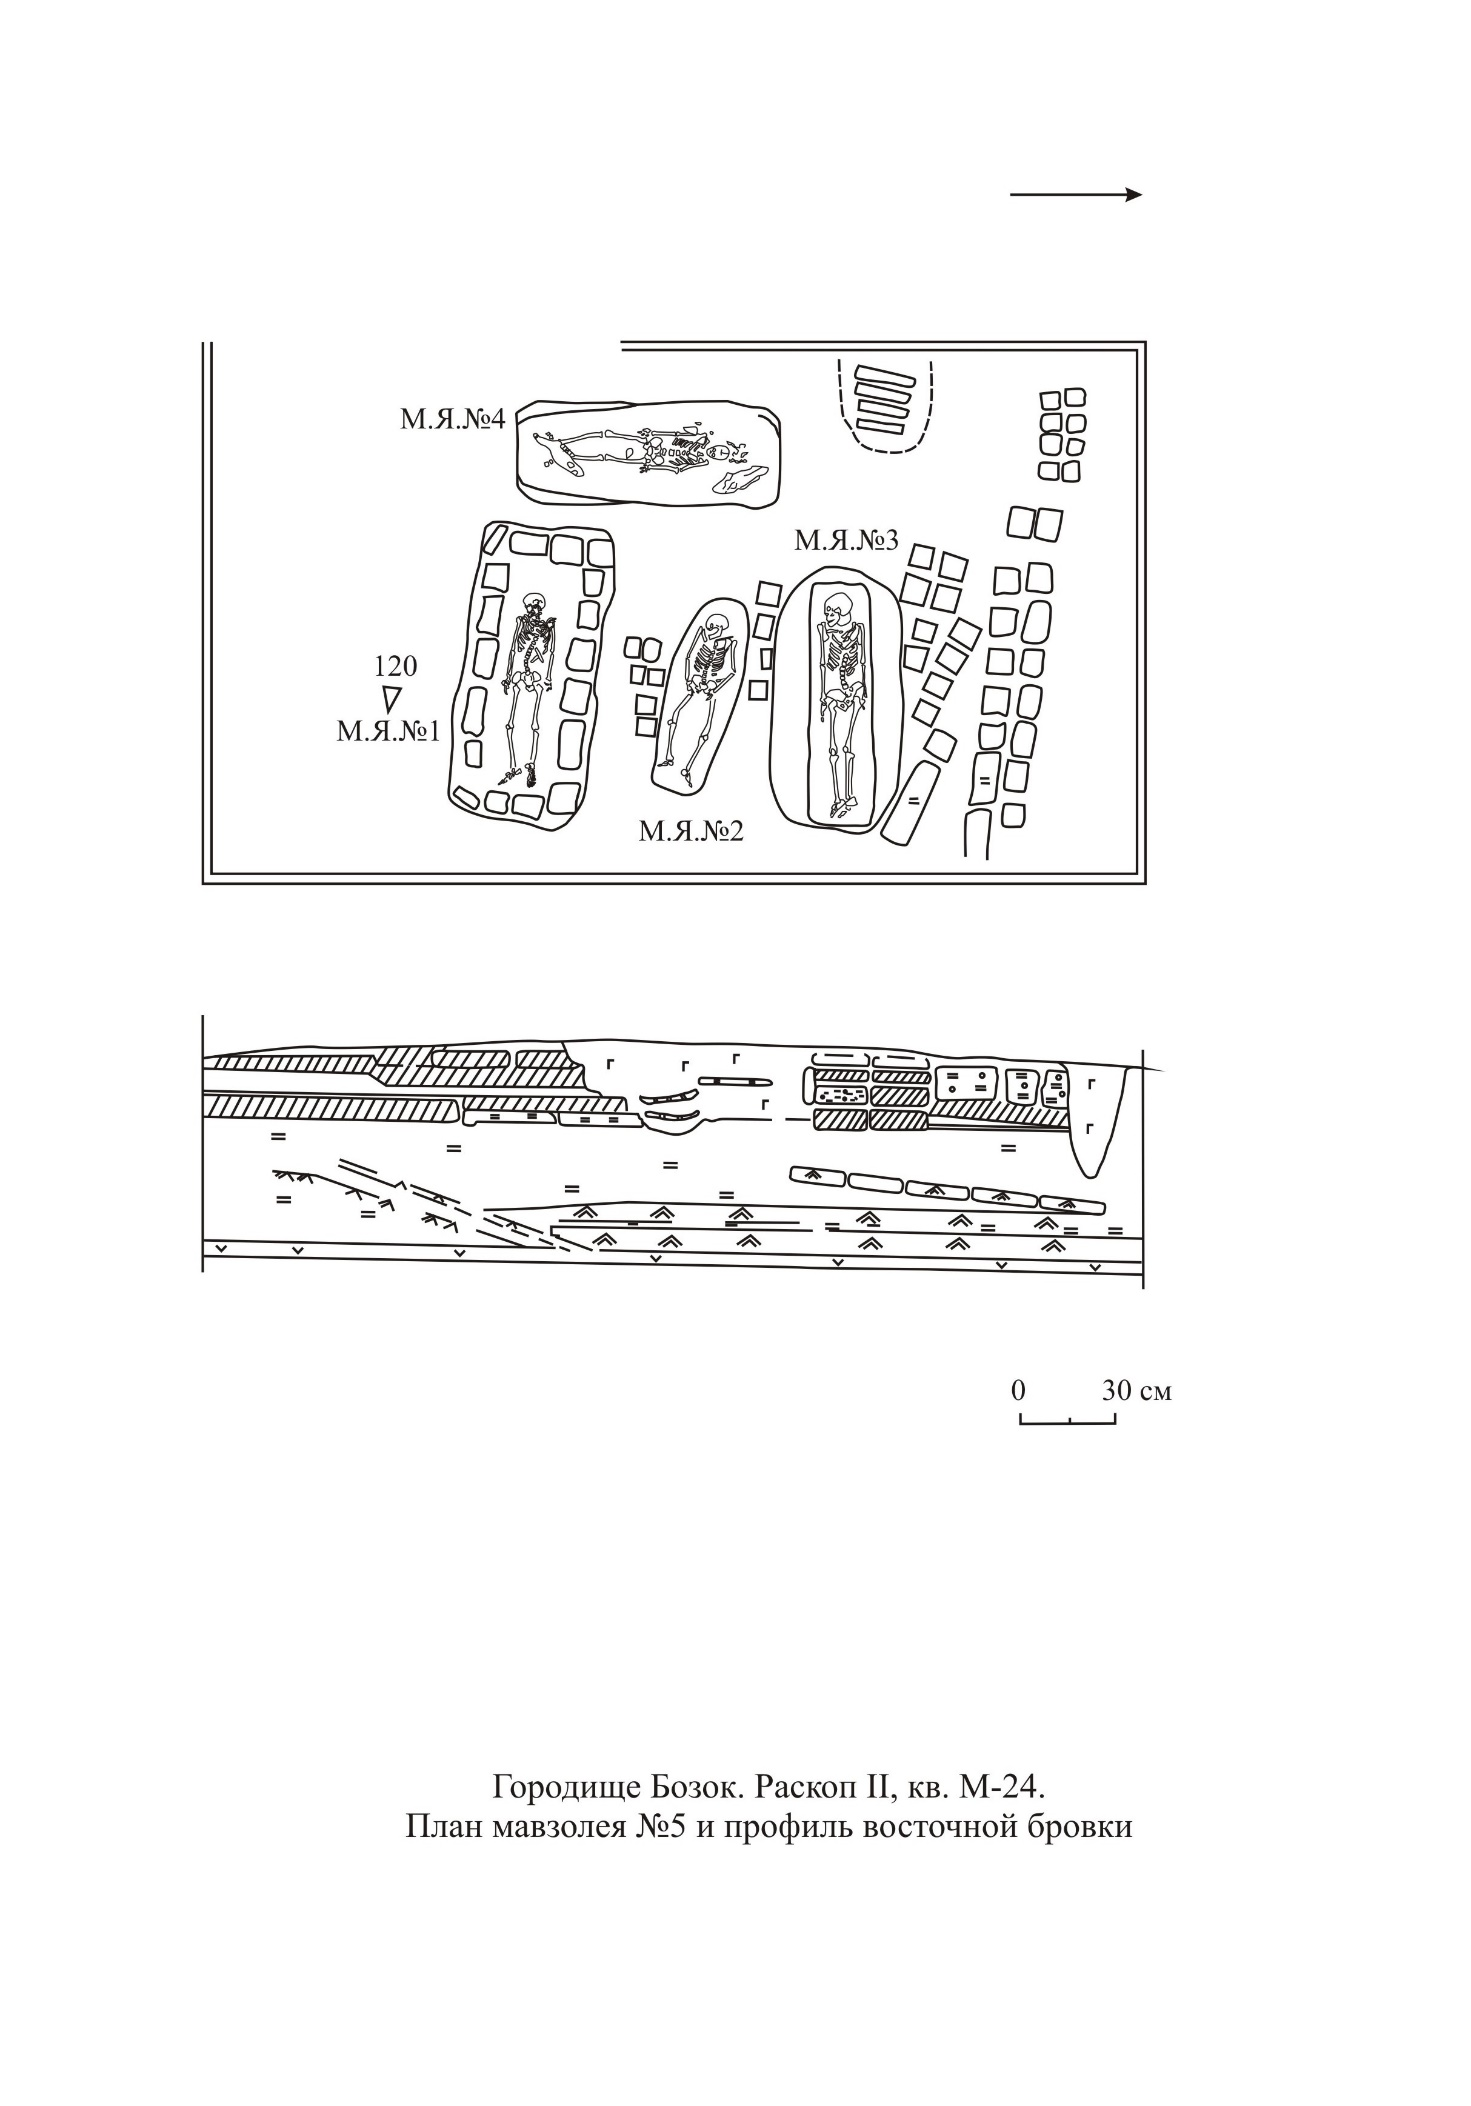 М.Я.№4
М.Я.№3
120
М.Я.№1
М.Я.№2
0 30 см
Городище Бозок. Раскоп II, кв. М-24.
План мавзолея №5 и профиль восточной бровки